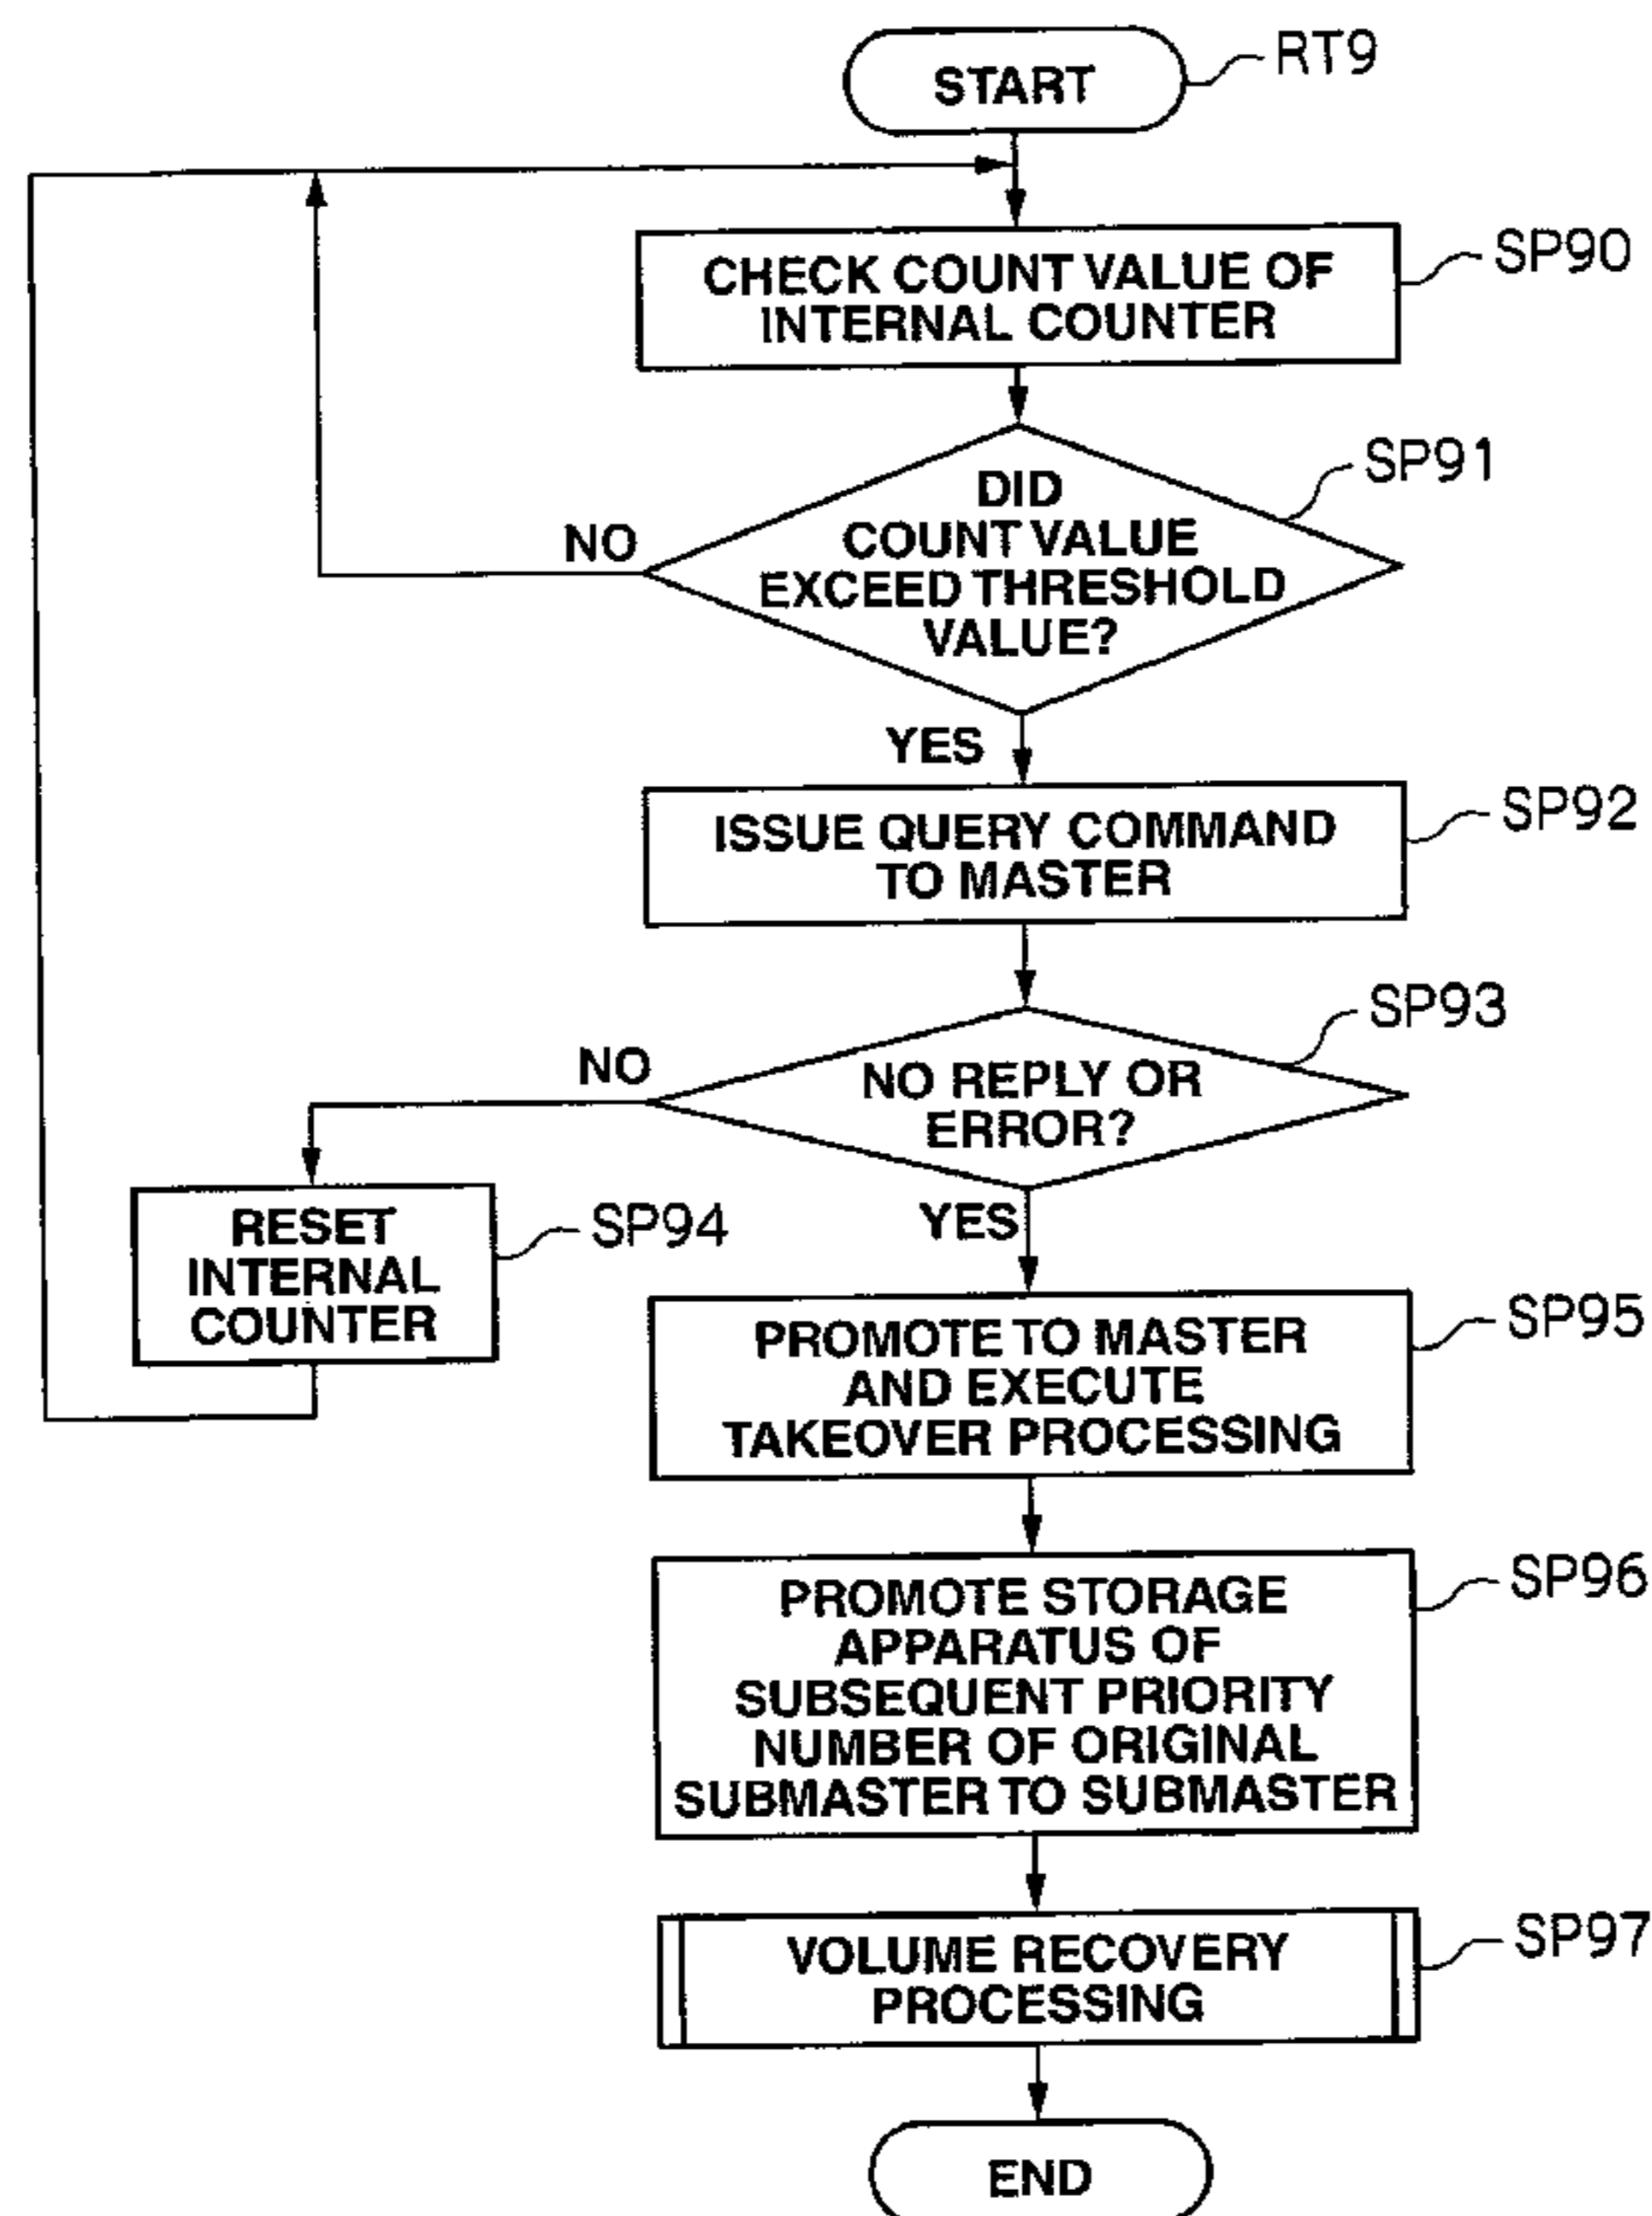 START
RT9
CHECK COUNT VALUE OF
INTERNAL COUNTER
SP90
DID
COUNT VALUE
EXCEED THRESHOLD
VALUE?
SP91
NO
YES
ISSUE QUERY COMMAND
TO MASTER
SP92
NO REPLY OR
ERROR?
SP93
NO
RESET
INTERNAL
COUNTER
SP94
YES
PROMOTE TO MASTER
AND EXECUTE
TAKEOVER PROCESSING
SP95
PROMOTE STORAGE
APPARATUS OF
SUBSEQUENT PRIORITY
NUMBER OF ORIGINAL
SUBMASTER TO SUBMASTER
SP96
VOLUME RECOVERY
PROCESSING
SP97
END